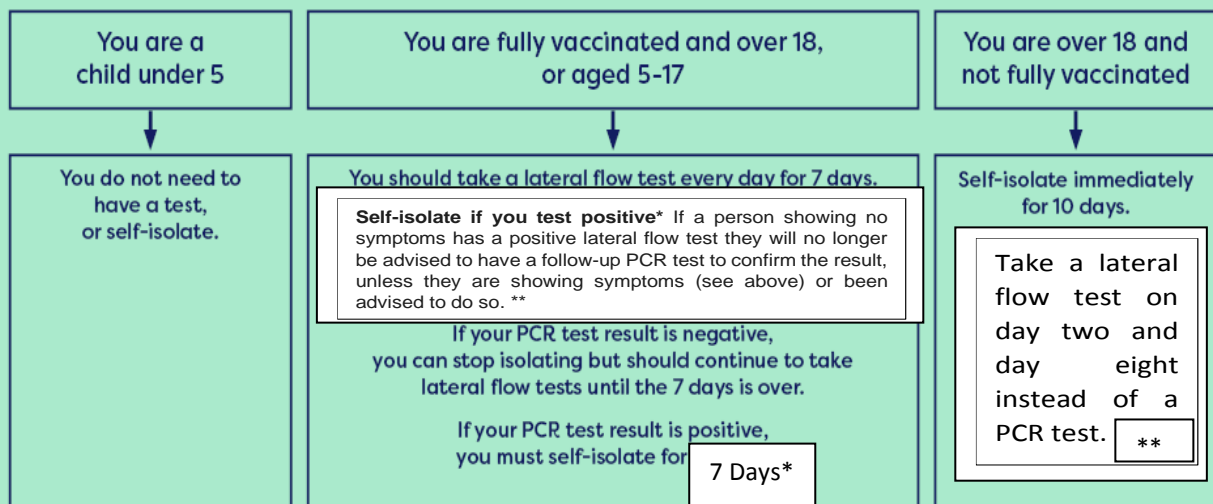 You are a
child under 5
You are fully vaccinated and over 18,
or aged 5-17
You are over 18 and
not fully vaccinated
You do not need to
have a test,
or self-isolate.
You should take a lateral flow test every day for 7 days.
Self-isolate if you test positive* If a person showing no
symptoms has a positive lateral flow test they will no longer
be advised to have a follow-up PCR test to confirm the result,
unless they are showing symptoms (see above) or been
advised to do so. **
If your PCR test result is negative,
you can stop isolating but should continue to take
lateral flow tests until the 7 days is over.
If your PCR test result is positive,
you must self-isolate for
7 Days*
Self-isolate immediately
for 10 days.
Take a lateral
flow test on
day two and
day eight
instead of a
PCR test. **